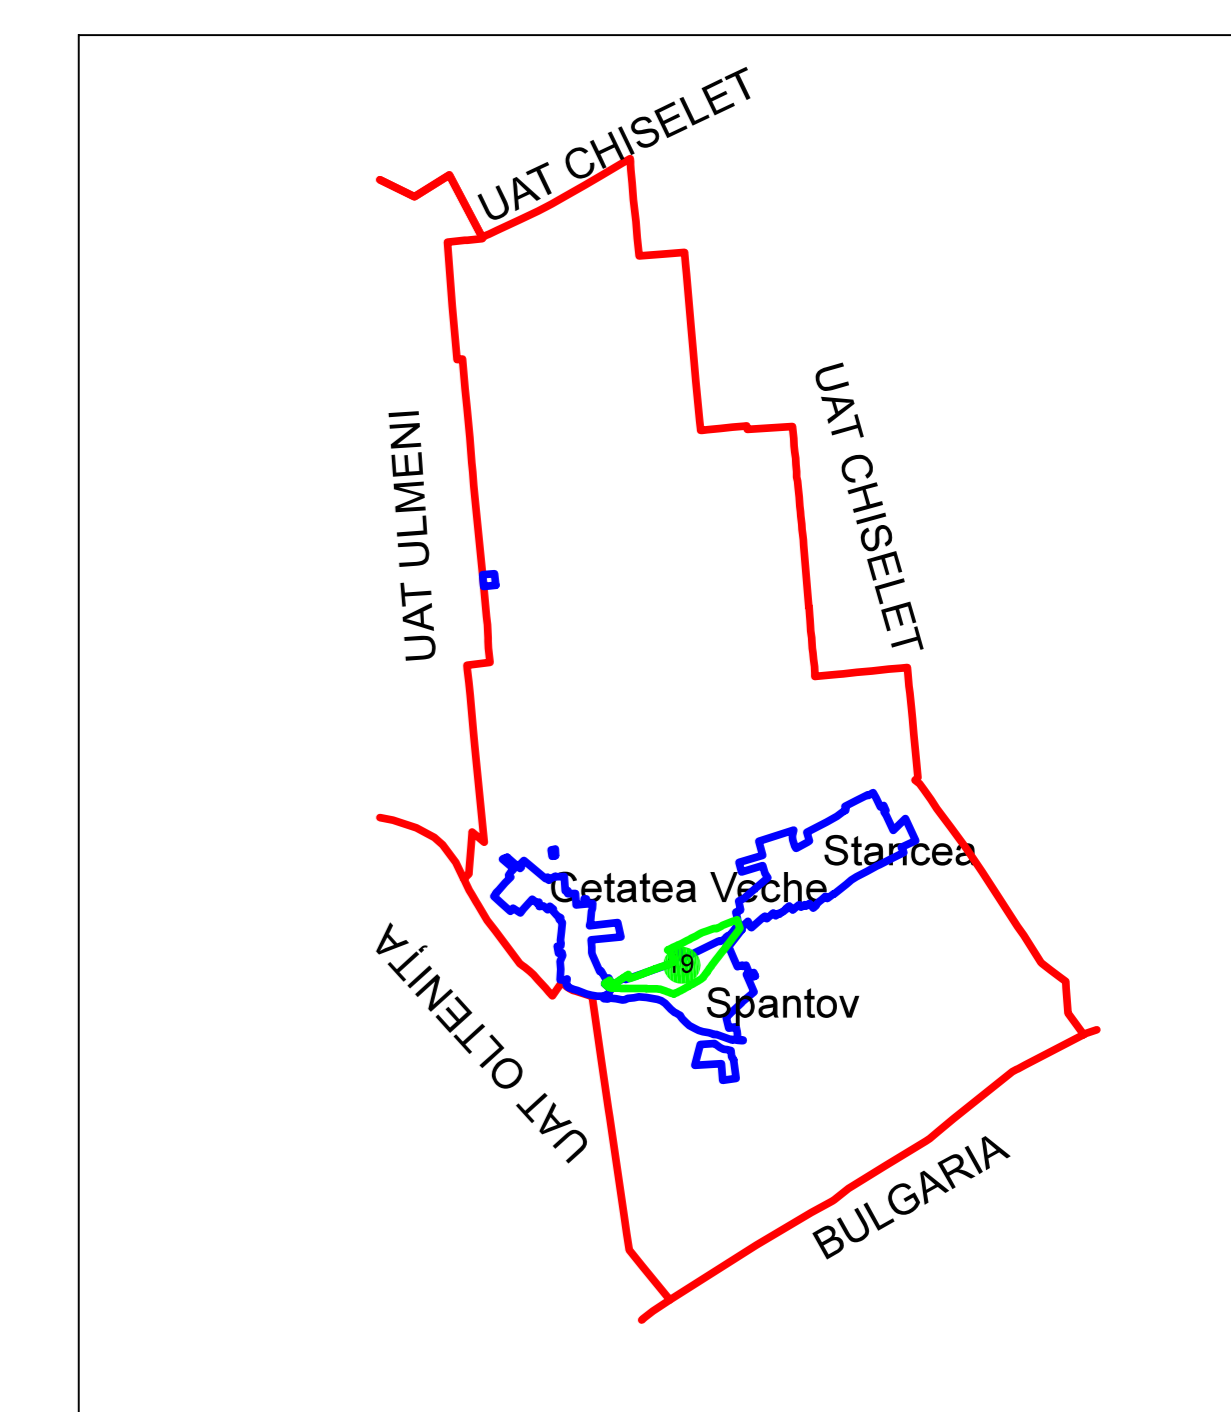 UAT CHISELET
UAT CHISELET
UAT ULMENI
Stancea
Cetatea Veche
UAT OLTENIȚA
Spantov
BULGARIA